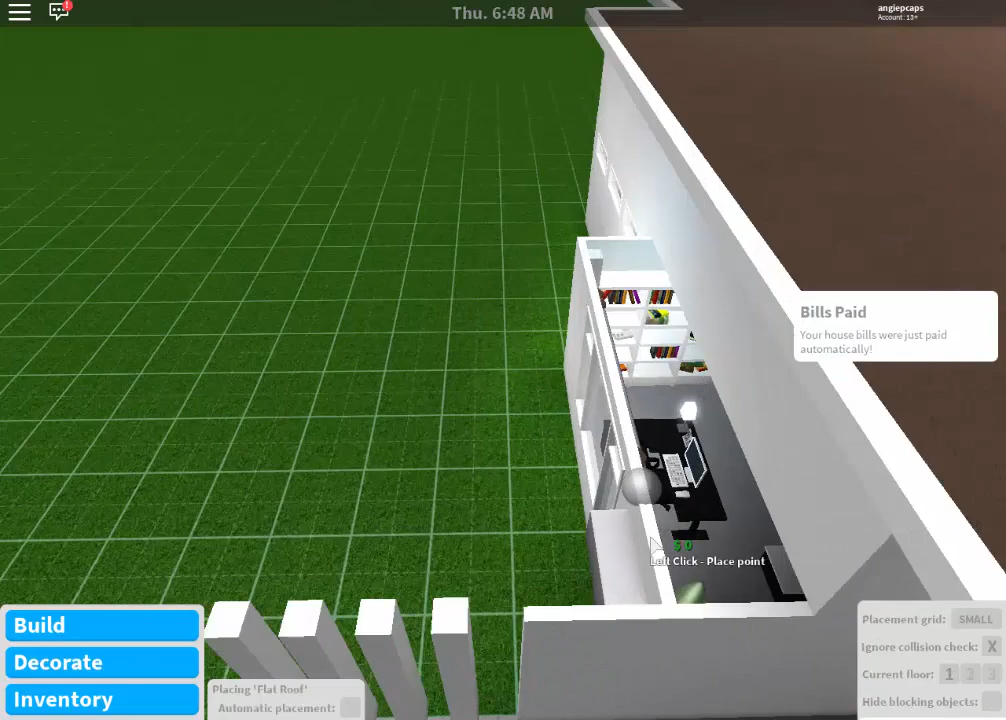 Thu. 6:48 AM
angiepcaps
Account: 13+
Bills Paid
Your house bills were just paid
automatically!
$ 0
Left Click - Place point
Build
Decorate
Inventory
Placing 'Flat Roof'
Automatic placement:
Placement grid: SMALL
Ignore collision check: X
Current floor: 1 2 3
Hide blocking objects: